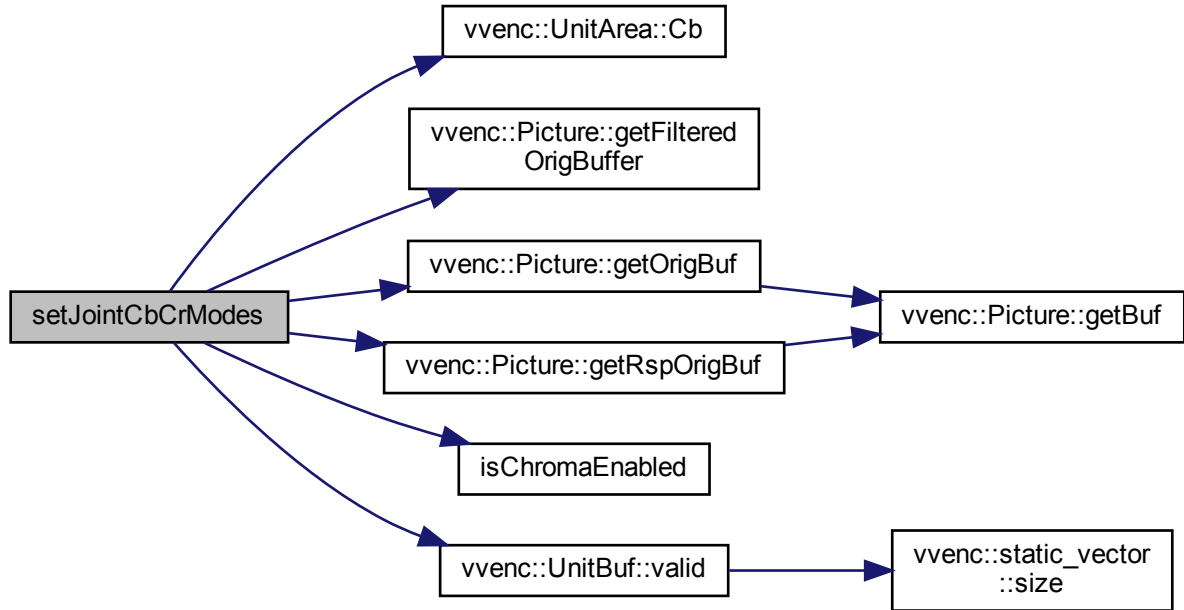 vvenc::UnitArea::Cb
vvenc::Picture::getFiltered
OrigBuffer
vvenc::Picture::getOrigBuf
setJointCbCrModes
vvenc::Picture::getBuf
vvenc::Picture::getRspOrigBuf
isChromaEnabled
vvenc::UnitBuf::valid
vvenc::static_vector
::size